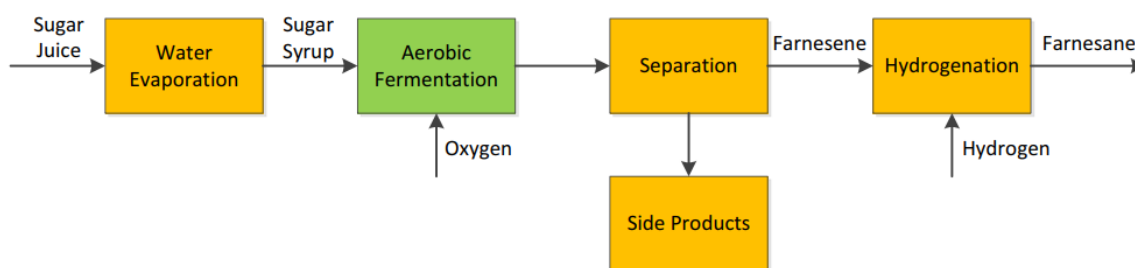 Sugar
Juice
Water
Evaporation
Sugar
Syrup
Aerobic
Fermentation
Oxygen
Separation
Side Products
Farnesene
Hydrogenation
Hydrogen
Farnesane